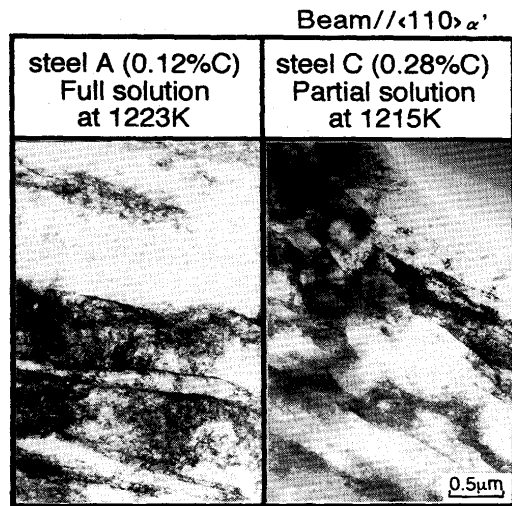 Beam//‹110›α'
steel A (0.12%C)
Full solution
at 1223K
steel C (0.28%C)
Partial solution
at 1215K
0.5μm